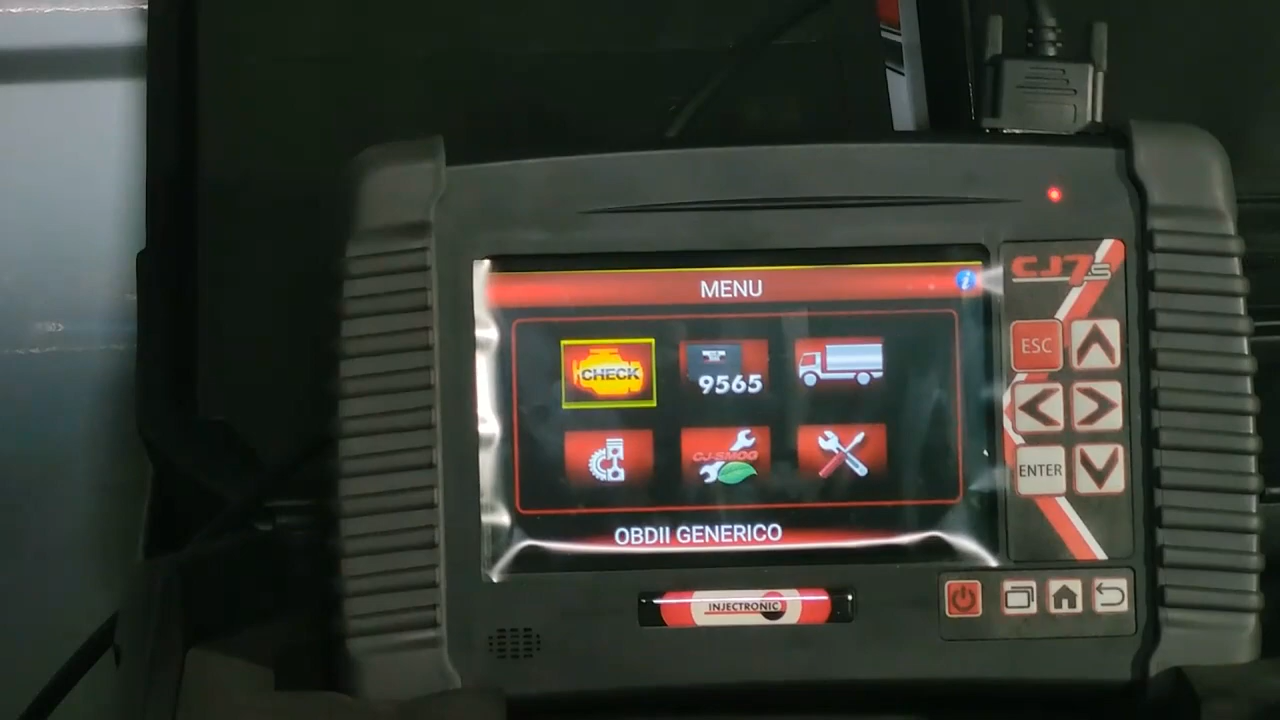 CJ7s
MENU
CHECK
9565
CJ-SMOG
OBDII GENERICO
ESC
ENTER
INJECTRONIC